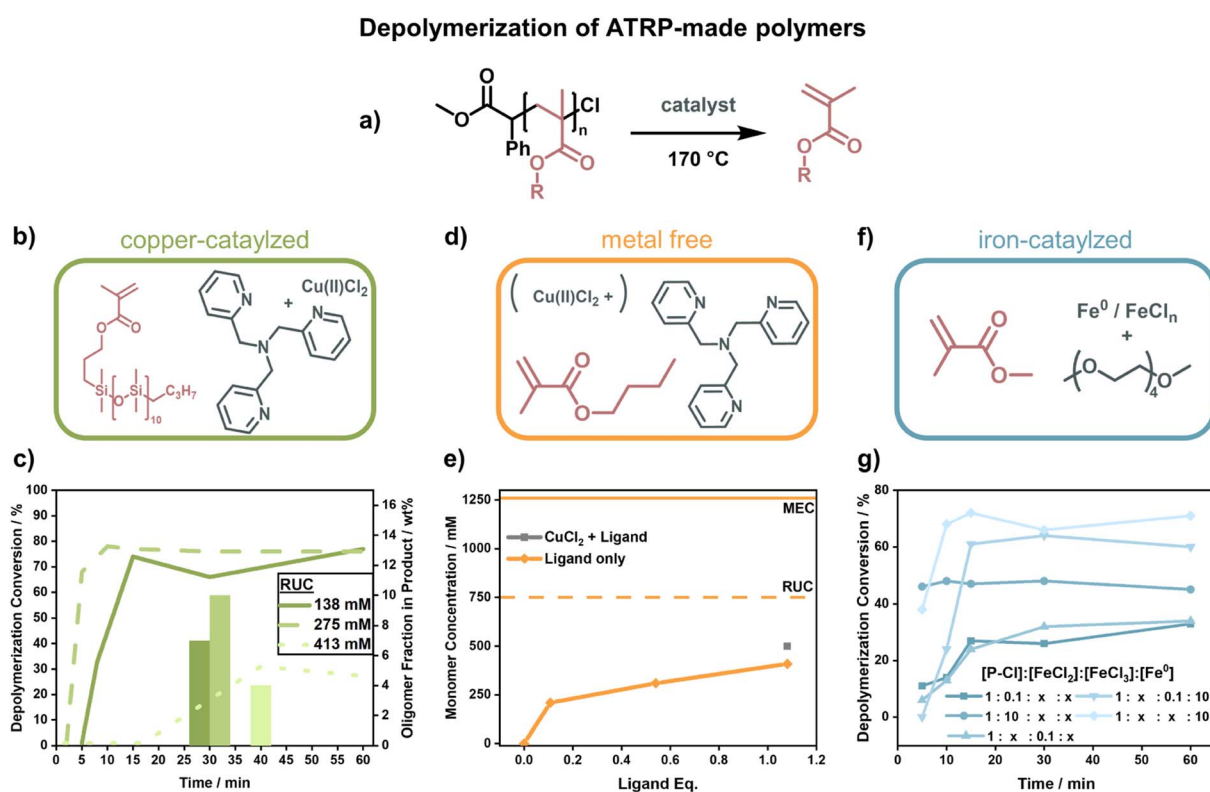 Depolymerization of ATRP-made polymers
a)
O
O
Ph
Cl
n
O
O
R
catalyst
170 °C
O
O
R
b)
copper-cataylzed
O
O
Si
O
Si
10
C3H7
N
N
N
N
+ Cu(II)Cl2
d)
metal free
( Cu(II)Cl2 + )
O
O
N
N
N
N
f)
iron-cataylzed
O
O
Fe0 / FeCln
+
O
4
O
c)
Depolymerization Conversion / %
100
90
80
70
60
50
40
30
20
10
0
0 10 20 30 40 50 60
Time / min
Oligomer Fraction in Product / wt%
16
14
12
10
8
6
4
2
0
RUC
138 mM
275 mM
413 mM
e)
Monomer Concentration / mM
1250
1000
750
500
250
0
0.0 0.2 0.4 0.6 0.8 1.0 1.2
Ligand Eq.
MEC
CuCl2 + Ligand
Ligand only
RUC
g)
Depolymerization Conversion / %
80
60
40
20
0
0 10 20 30 40 50 60
Time / min
[P-Cl]:[FeCl2]:[FeCl3]:[Fe0]
1 : 0.1 : x : x
1 : x : 0.1 : 10
1 : 10 : x : x
1 : x : x : 10
1 : x : 0.1 : x